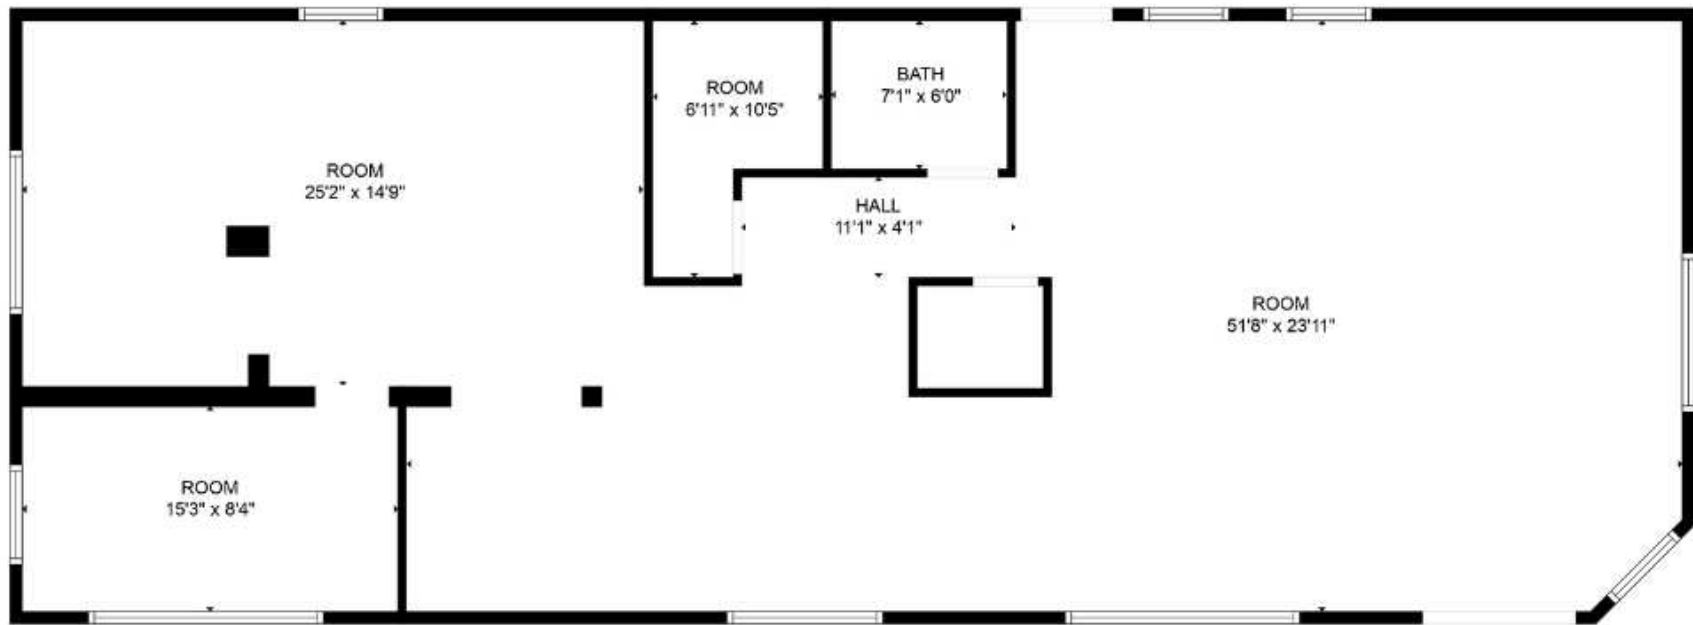 ROOM
6'11" x 10'5"
BATH
7'1" x 6'0"
ROOM
25'2" x 14'9"
HALL
11'1" x 4'1"
ROOM
51'8" x 23'11"
ROOM
15'3" x 8'4"